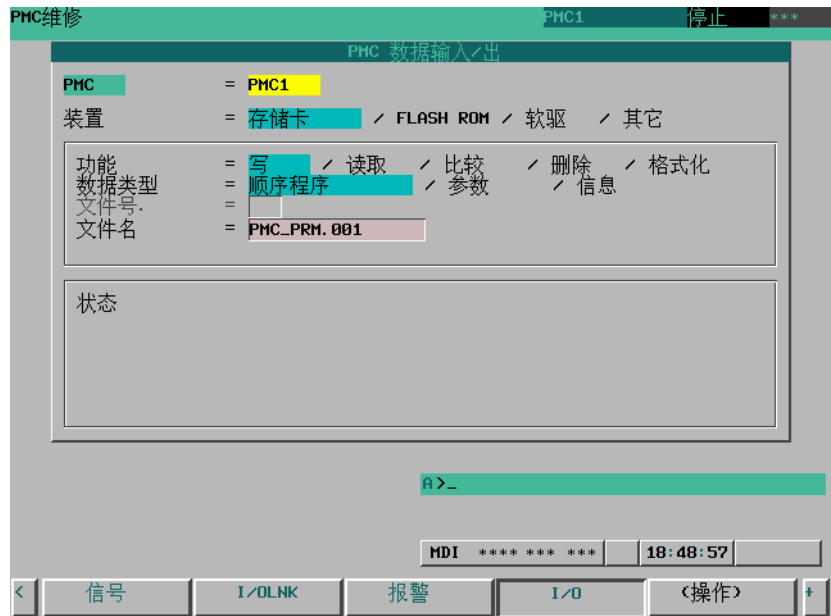 PMC维修 PMC1 停止 ***
PMC 数据输入/出
PMC = PMC1
装置 = 存储卡 / FLASH ROM / 软驱 / 其它
功能 = 写 / 读取 / 比较 / 删除 / 格式化
数据类型 = 顺序程序 / 参数 / 信息
文件号. =
文件名 = PMC_PRM.001
状态
A>_
MDI **** *** *** 18:48:57
< 信号 I/OLNK 报警 I/O (操作) +